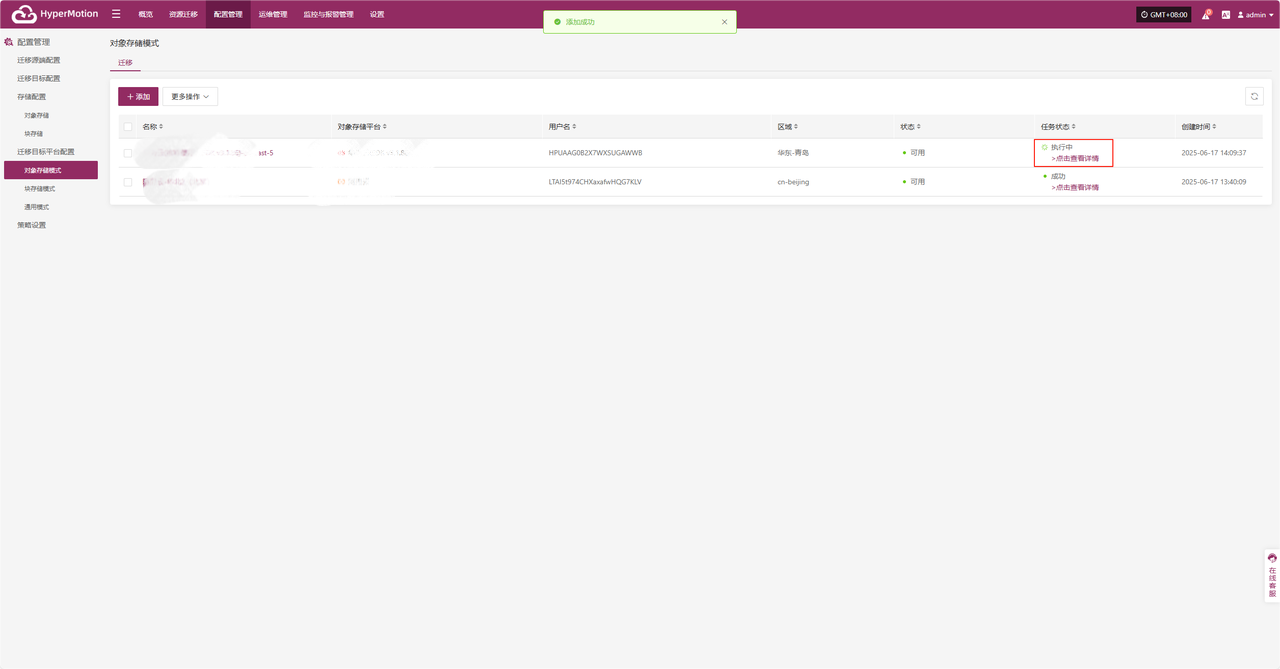 HyperMotion
概览
资源迁移
配置管理
运维管理
监控与报警管理
设置
添加成功
GMT+08:00
admin
配置管理
迁移源端配置
迁移目标配置
存储配置
对象存储
块存储
迁移目标平台配置
对象存储模式
块存储模式
通用模式
策略设置
对象存储模式
迁移
添加
更多操作
名称 对象存储平台 用户名 区域 状态 任务状态 创建时间
ast-5 HPUAAG0B2X7WXSUGAWWB 华东-青岛 可用 执行中 2025-06-17 14:09:37
>点击查看详情
LTAI5t974CHXaxafwHQG7KLV cn-beijing 可用 成功 2025-06-17 13:40:09
>点击查看详情
在线客服